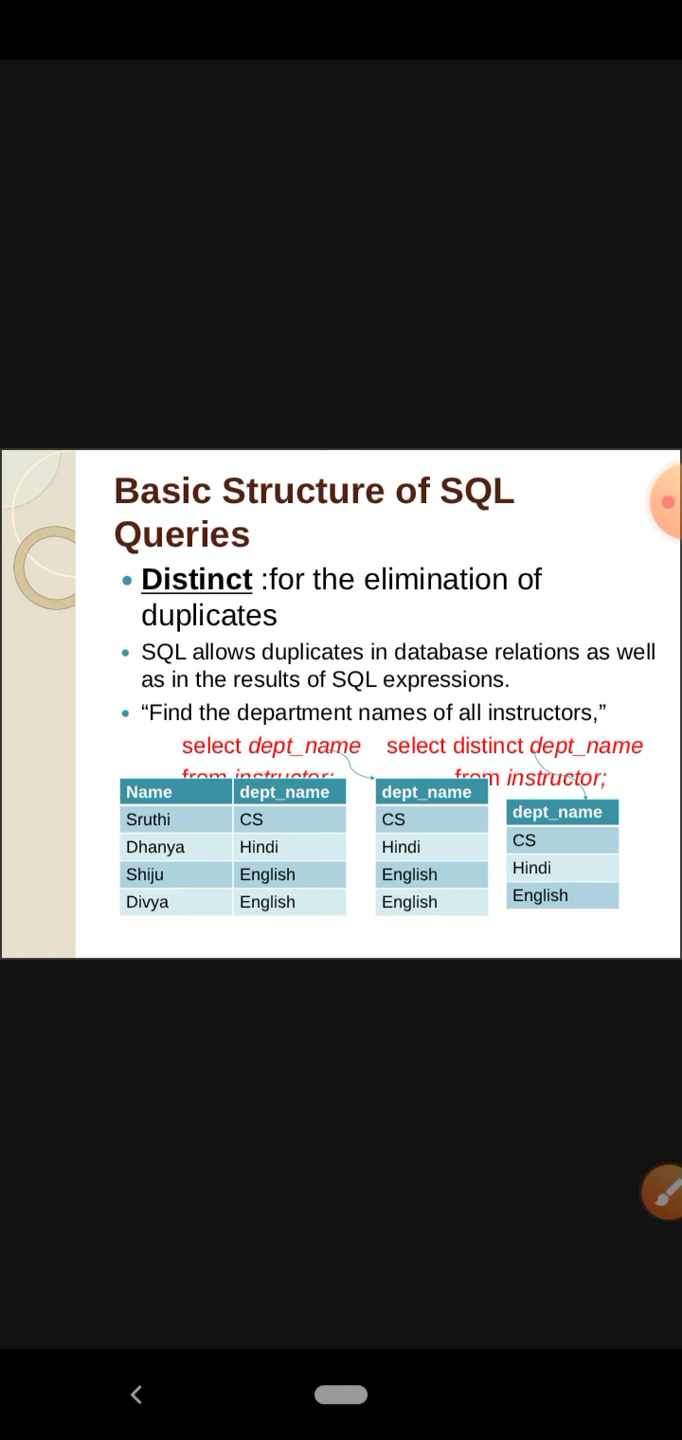 Basic Structure of SQL
Queries
• Distinct :for the elimination of
duplicates
• SQL allows duplicates in database relations as well
as in the results of SQL expressions.
• “Find the department names of all instructors,”
select dept_name select distinct dept_name
from instructor; from instructor;
Name dept_name
Sruthi CS
Dhanya Hindi
Shiju English
Divya English
dept_name
CS
Hindi
English
English
dept_name
CS
Hindi
English